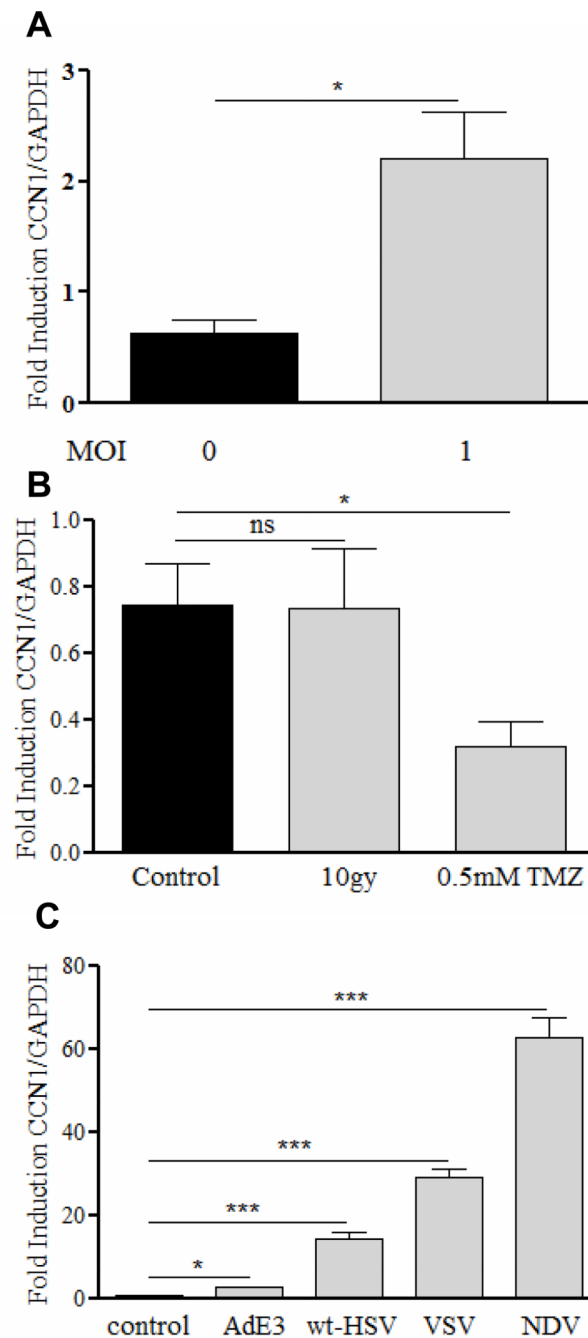 A
Fold Induction CCN1/GAPDH
3
2
1
0
*
MOI 0 1
B
Fold Induction CCN1/GAPDH
1.0
0.8
0.6
0.4
0.2
0.0
*
ns
Control 10gy 0.5mM TMZ
C
Fold Induction CCN1/GAPDH
80
60
40
20
0
***
***
***
*
control AdE3 wt-HSV VSV NDV